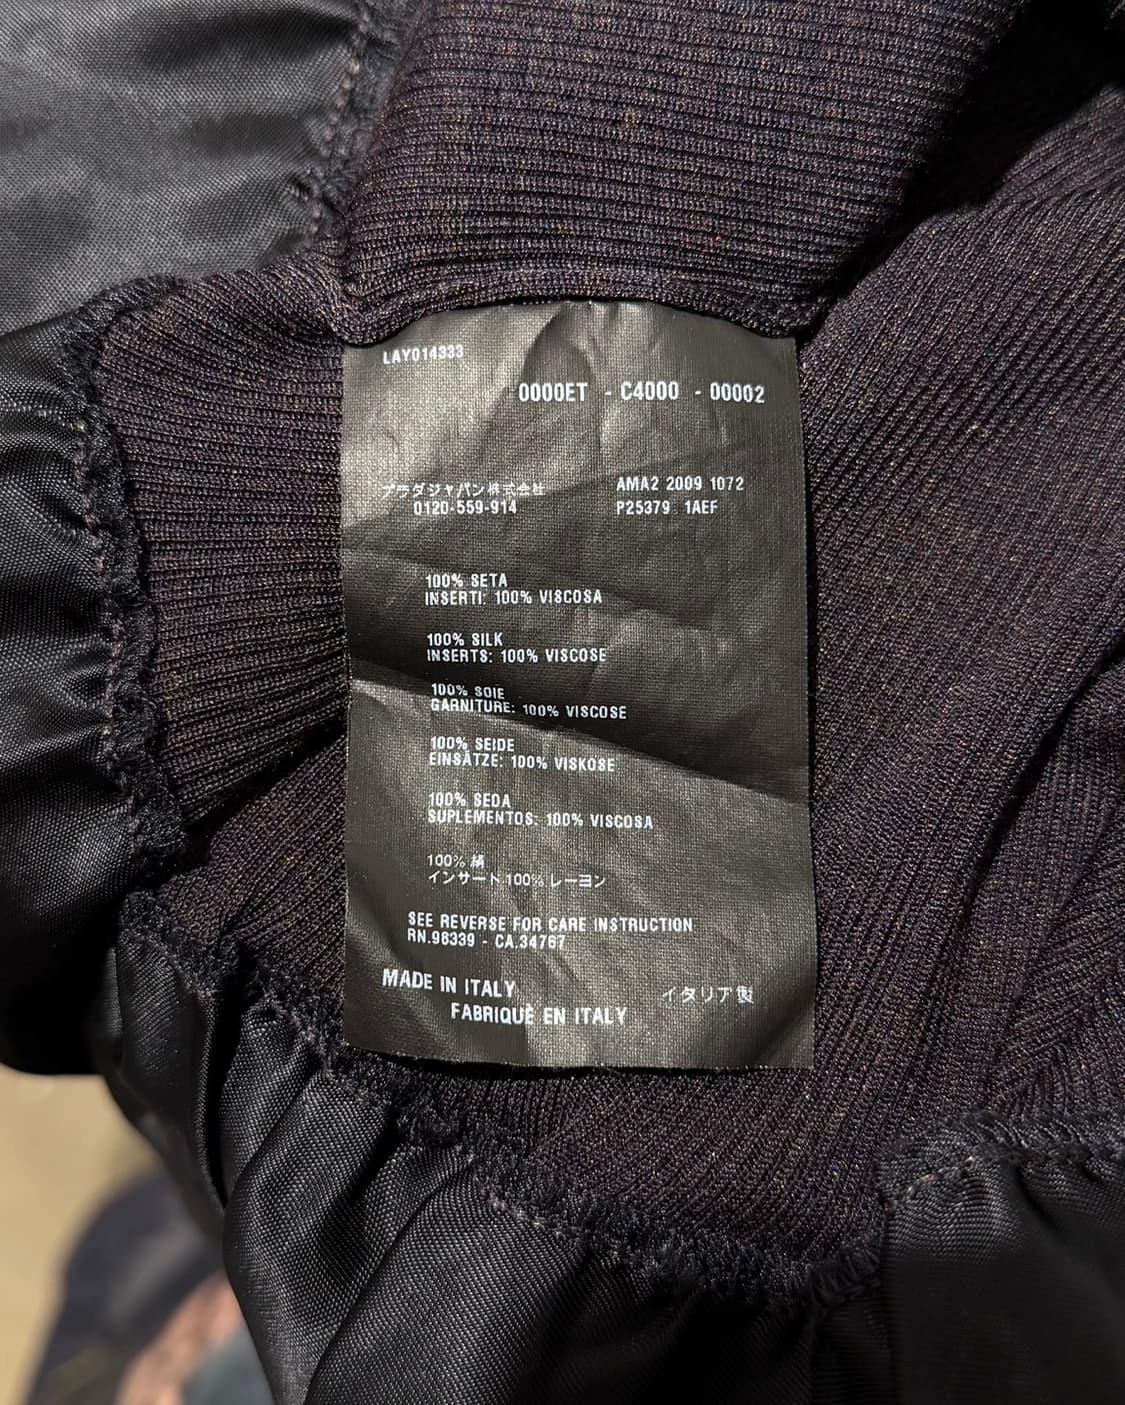 LAY014333
0000ET - C4000 - 00002
プラダジャパン株式会社 AMA2 2009 1072
0120-559-914 P25379 1AEF
100% SETA
INSERTI: 100% VISCOSA
100% SILK
INSERTS: 100% VISCOSE
100% SOIE
GARNITURE: 100% VISCOSE
100% SEIDE
EINSÄTZE: 100% VISKOSE
100% SEDA
SUPLEMENTOS: 100% VISCOSA
100% 絹
インサート 100% レーヨン
SEE REVERSE FOR CARE INSTRUCTION
RN.98339 - CA.34767
MADE IN ITALY イタリア製
FABRIQUÈ EN ITALY